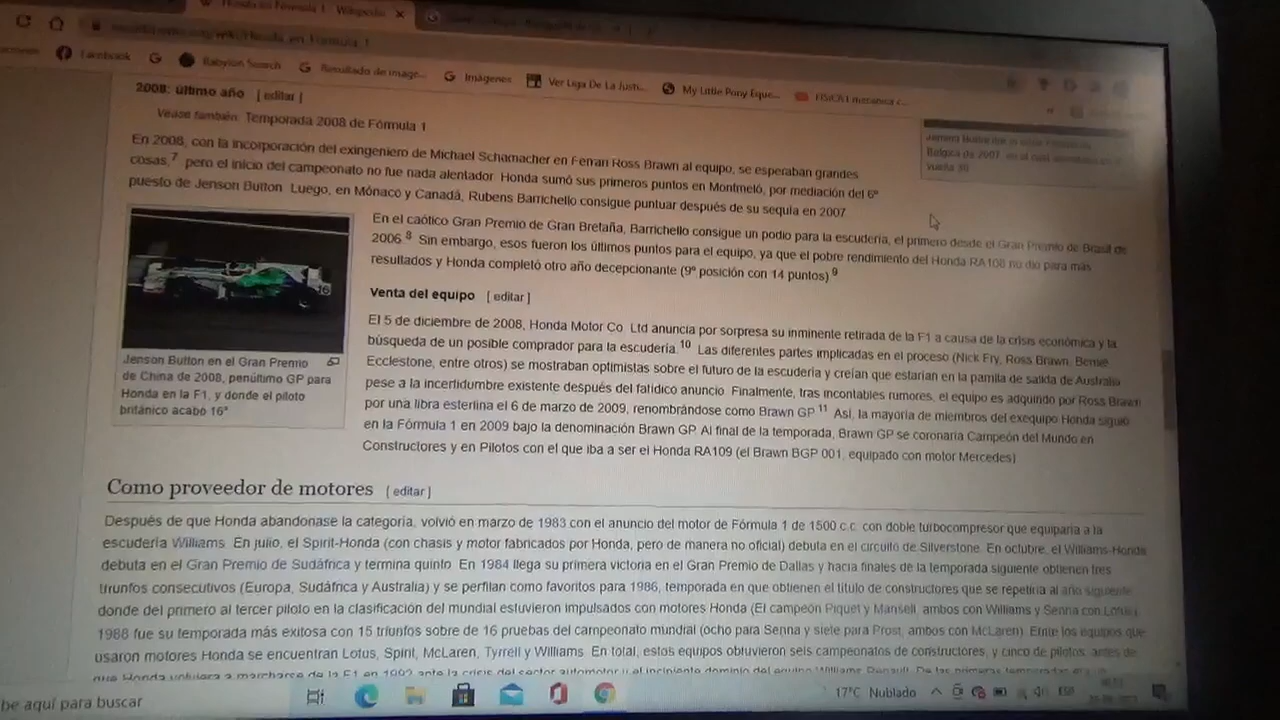 Honda en Fórmula 1 - Wikipedia
Facebook
Babylon Search
Resultado de image...
Imágenes
Ver Liga De La Justi...
My Little Pony Eque...
2008: último año [ editar ]
Véase también: Temporada 2008 de Fórmula 1
En 2008, con la incorporación del exingeniero de Michael Schumacher en Ferrari Ross Brawn al equipo, se esperaban grandes
cosas,7 pero el inicio del campeonato no fue nada alentador. Honda sumó sus primeros puntos en Montmeló, por mediación del 6º
puesto de Jenson Button. Luego, en Mónaco y Canadá, Rubens Barrichello consigue puntuar después de su sequía en 2007.
Bélgica de 2007, en el
En el caótico Gran Premio de Gran Bretaña, Barrichello consigue un podio para la escudería, el primero desde el Gran Premio de Brasil de
2006.8 Sin embargo, esos fueron los últimos puntos para el equipo, ya que el pobre rendimiento del Honda RA108 no dio para más
resultados y Honda completó otro año decepcionante (9ª posición con 14 puntos).9
16
Jenson Button en el Gran Premio
de China de 2008, penúltimo GP para
Honda en la F1, y donde el piloto
británico acabó 16º
Venta del equipo [ editar ]
El 5 de diciembre de 2008, Honda Motor Co. Ltd anuncia por sorpresa su inminente retirada de la F1 a causa de la crisis económica y la
búsqueda de un posible comprador para la escudería.10 Las diferentes partes implicadas en el proceso (Nick Fry, Ross Brawn, Bernie
Ecclestone, entre otros) se mostraban optimistas sobre el futuro de la escudería y creían que estarían en la parrilla de salida de Australia
pese a la incertidumbre existente después del fatídico anuncio. Finalmente, tras incontables rumores, el equipo es adquirido por Ross Brawn
por una libra esterlina el 6 de marzo de 2009, renombrándose como Brawn GP.11 Así, la mayoría de miembros del exequipo Honda siguió
en la Fórmula 1 en 2009 bajo la denominación Brawn GP. Al final de la temporada, Brawn GP se coronaría Campeón del Mundo en
Constructores y en Pilotos con el que iba a ser el Honda RA109 (el Brawn BGP 001, equipado con motor Mercedes)
Como proveedor de motores [ editar ]
Después de que Honda abandonase la categoría, volvió en marzo de 1983 con el anuncio del motor de Fórmula 1 de 1500 c.c. con doble turbocompresor que equiparía a la
escudería Williams. En julio, el Spirit-Honda (con chasis y motor fabricados por Honda, pero de manera no oficial) debuta en el circuito de Silverstone. En octubre, el Williams-Honda
debuta en el Gran Premio de Sudáfrica y termina quinto. En 1984 llega su primera victoria en el Gran Premio de Dallas y hacia finales de la temporada siguiente obtienen tres
triunfos consecutivos (Europa, Sudáfrica y Australia) y se perfilan como favoritos para 1986, temporada en que obtienen el título de constructores que se repetiría al año siguiente,
donde del primero al tercer piloto en la clasificación del mundial estuvieron impulsados con motores Honda (El campeón Piquet y Mansell, ambos con Williams y Senna con Lotus).
1988 fue su temporada más exitosa con 15 triunfos sobre de 16 pruebas del campeonato mundial (ocho para Senna y siete para Prost, ambos con McLaren). Entre los equipos que
usaron motores Honda se encuentran Lotus, Spirit, McLaren, Tyrrell y Williams. En total, estos equipos obtuvieron seis campeonatos de constructores, y cinco de pilotos, antes de
que Honda volviera a marcharse de la F1 en 1992 ante la crisis del sector automotor y el incipiente dominio del equipo Williams-Renault. De las primeras temporadas
be aquí para buscar
17°C Nublado
ESP